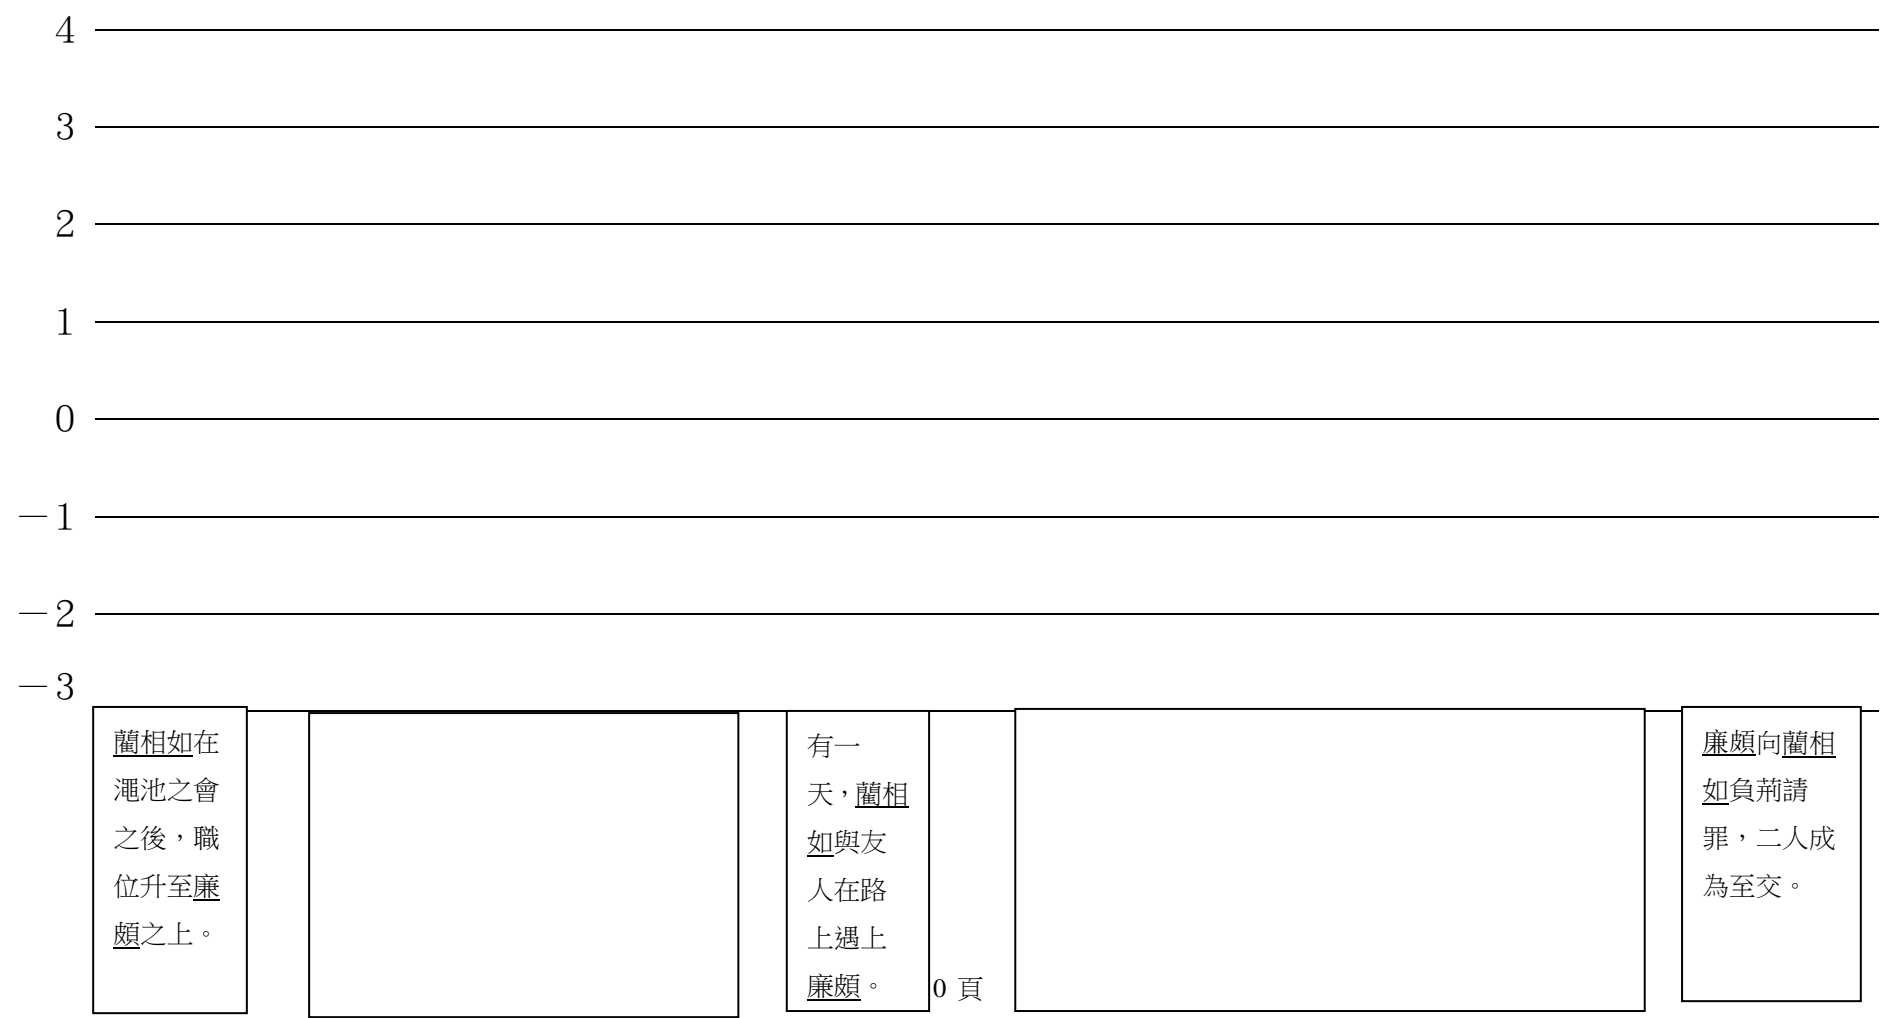 4
3
2
1
0
—1
—2
—3
藺相如在
澠池之會
之後，職
位升至廉
頗之上。
有一
天，藺相
如與友
人在路
上遇上
廉頗。
0 頁
廉頗向藺相
如負荊請
罪，二人成
為至交。